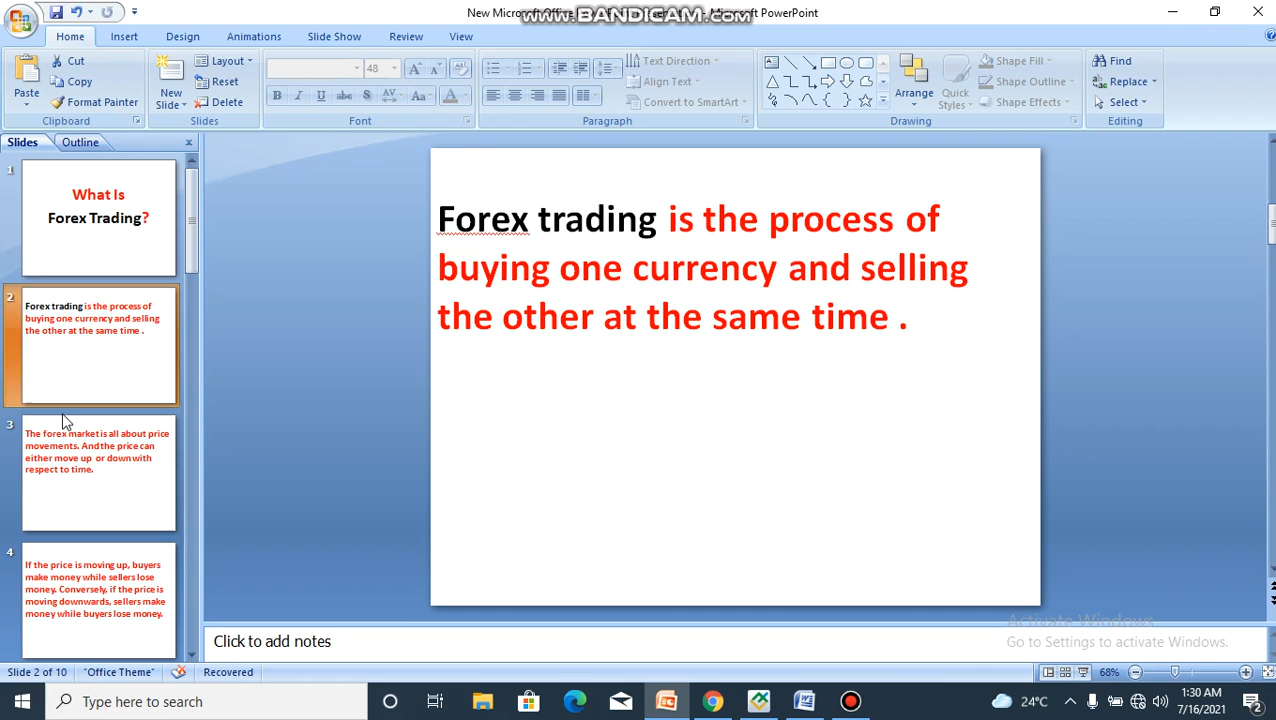 New Microsoft Office
www.BANDICAM.com
- Microsoft PowerPoint
Home
Insert
Design
Animations
Slide Show
Review
View
Paste
Cut
Copy
Format Painter
Clipboard
New
Slide
Layout
Reset
Delete
Slides
48
B I U abe S AV Aa A
Font
Text Direction
Align Text
Convert to SmartArt
Paragraph
Arrange
Quick
Styles
Shape Fill
Shape Outline
Shape Effects
Drawing
Find
Replace
Select
Editing
Slides
Outline
1
What Is
Forex Trading?
2
Forex trading is the process of
buying one currency and selling
the other at the same time .
3
The forex market is all about price
movements. And the price can
either move up or down with
respect to time.
4
If the price is moving up, buyers
make money while sellers lose
money. Conversely, if the price is
moving downwards, sellers make
money while buyers lose money.
Forex trading is the process of
buying one currency and selling
the other at the same time .
Activate Windows
Go to Settings to activate Windows.
Click to add notes
Slide 2 of 10
"Office Theme"
Recovered
68%
Type here to search
24°C
1:30 AM
7/16/2021
2